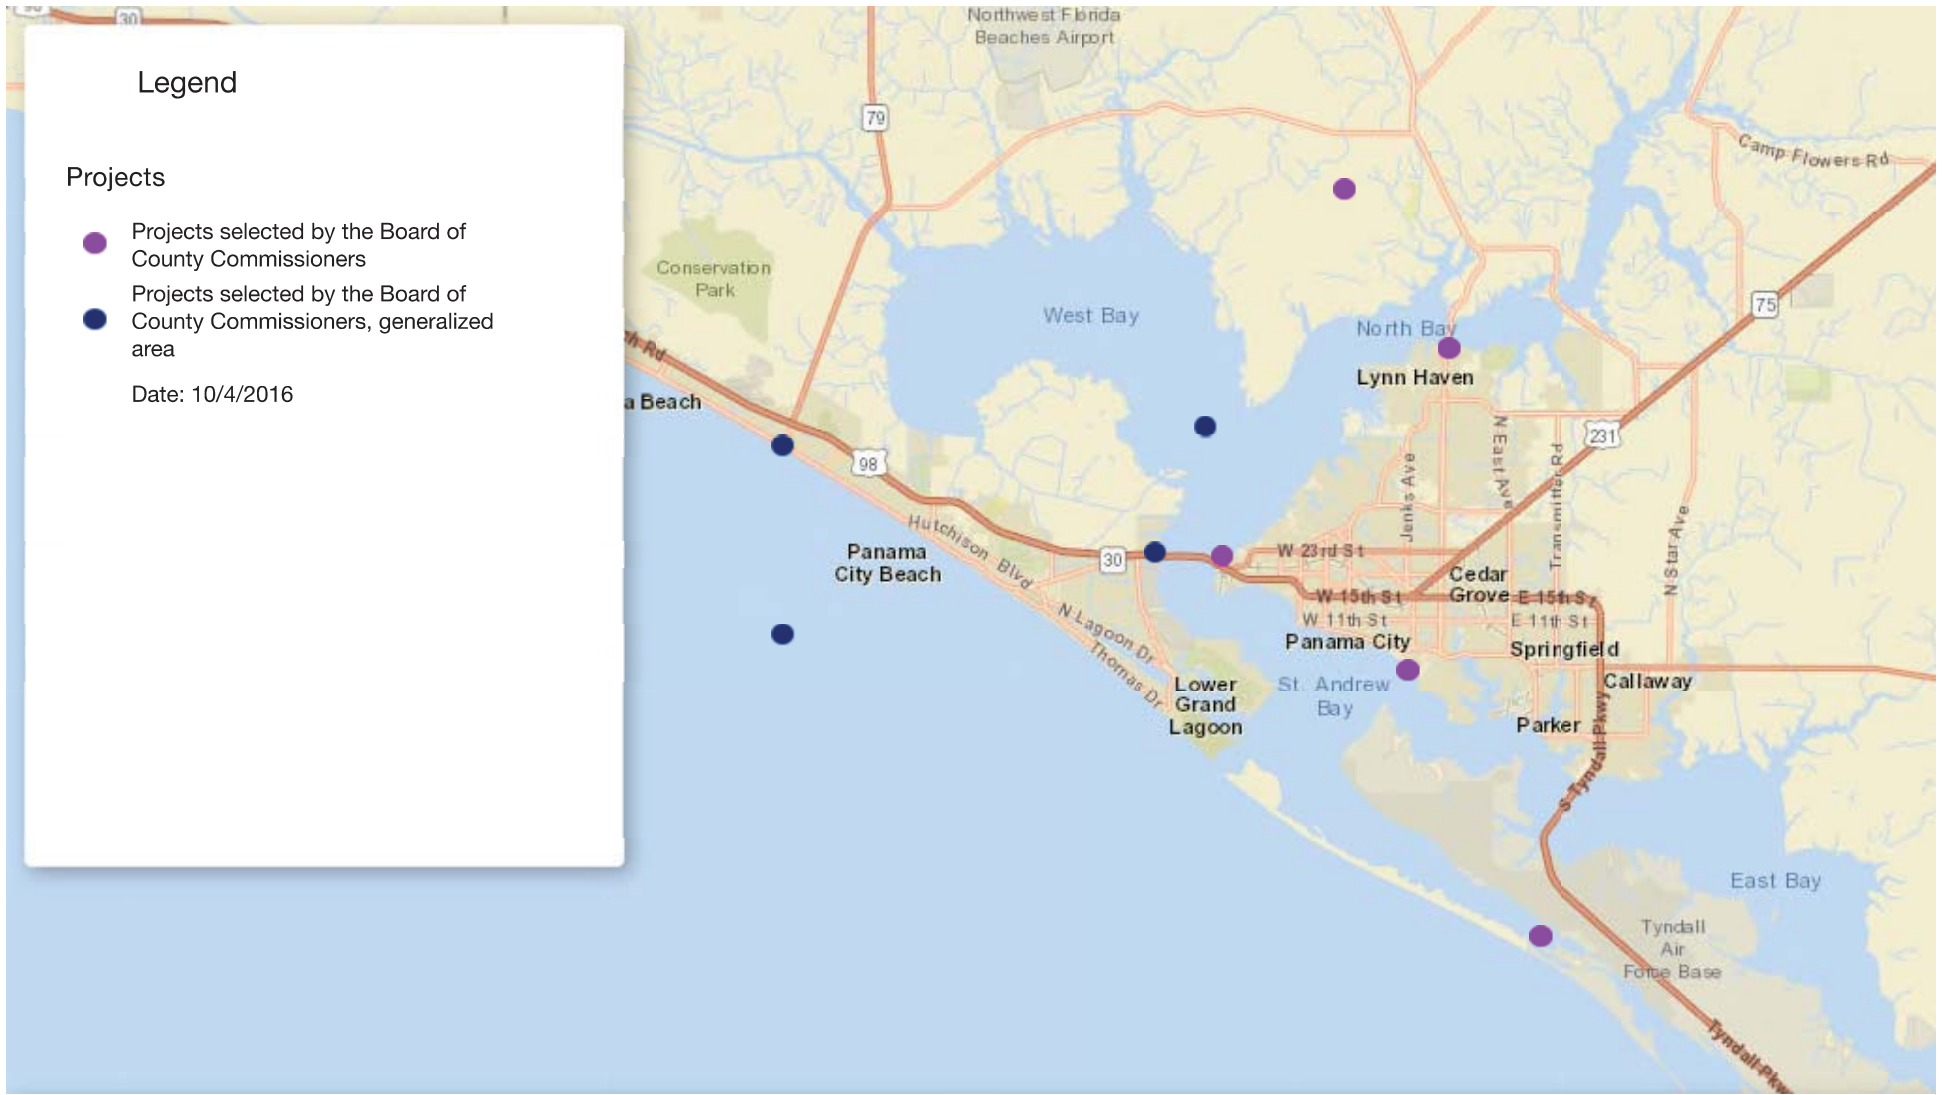 30
Legend
Projects
Projects selected by the Board of
County Commissioners
Projects selected by the Board of
County Commissioners, generalized
area
Date: 10/4/2016
Northwest Florida
Beaches Airport
79
Camp Flowers Rd
Conservation
Park
West Bay
North Bay
75
Lynn Haven
a Beach
98
231
N East Ave
Jenks Ave
Transmitter Rd
N Star Ave
Hutchison Blvd
Panama
City Beach
30
W 23rd St
Cedar
Grove
W 15th St
E 15th St
W 11th St
E 11th St
Panama City
Springfield
N Lagoon Dr
Thomas Dr
Lower
Grand
Lagoon
St. Andrew
Bay
Callaway
Parker
S Tyndall Pkwy
East Bay
Tyndall
Air
Force Base
Tyndall Pkw